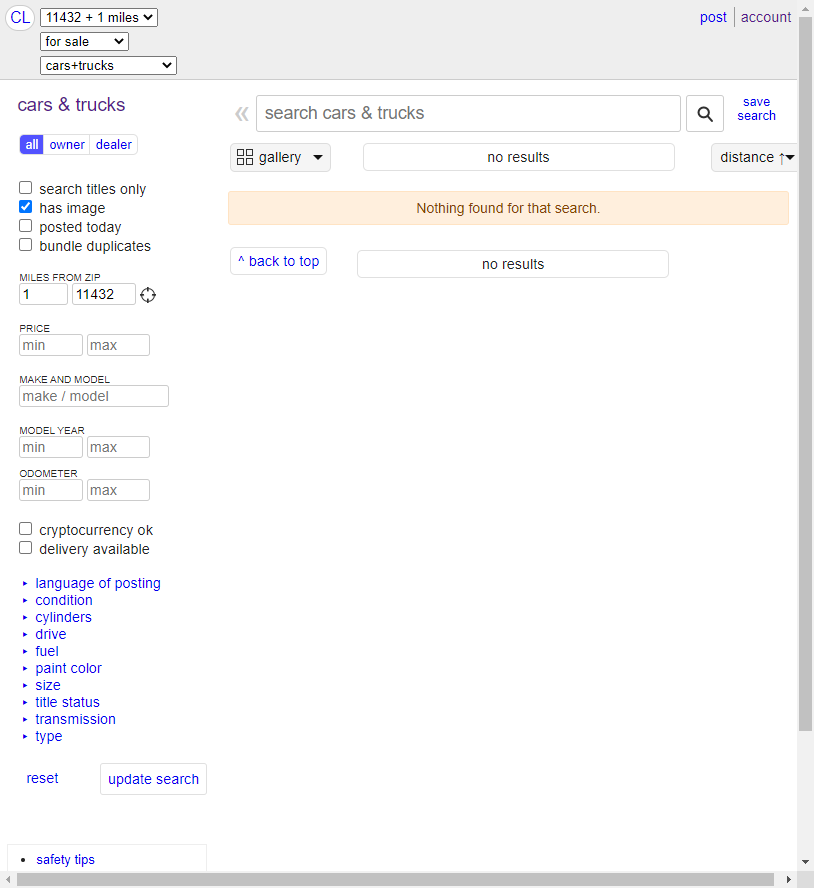 CL
11432 + 1 miles
post
account
for sale
cars+trucks
cars & trucks
search cars & trucks
save
search
all
owner
dealer
gallery
no results
distance ↑
search titles only
has image
posted today
bundle duplicates
Nothing found for that search.
^ back to top
no results
MILES FROM ZIP
1
11432
PRICE
min
max
MAKE AND MODEL
make / model
MODEL YEAR
min
max
ODOMETER
min
max
cryptocurrency ok
delivery available
language of posting
condition
cylinders
drive
fuel
paint color
size
title status
transmission
type
reset
update search
safety tips